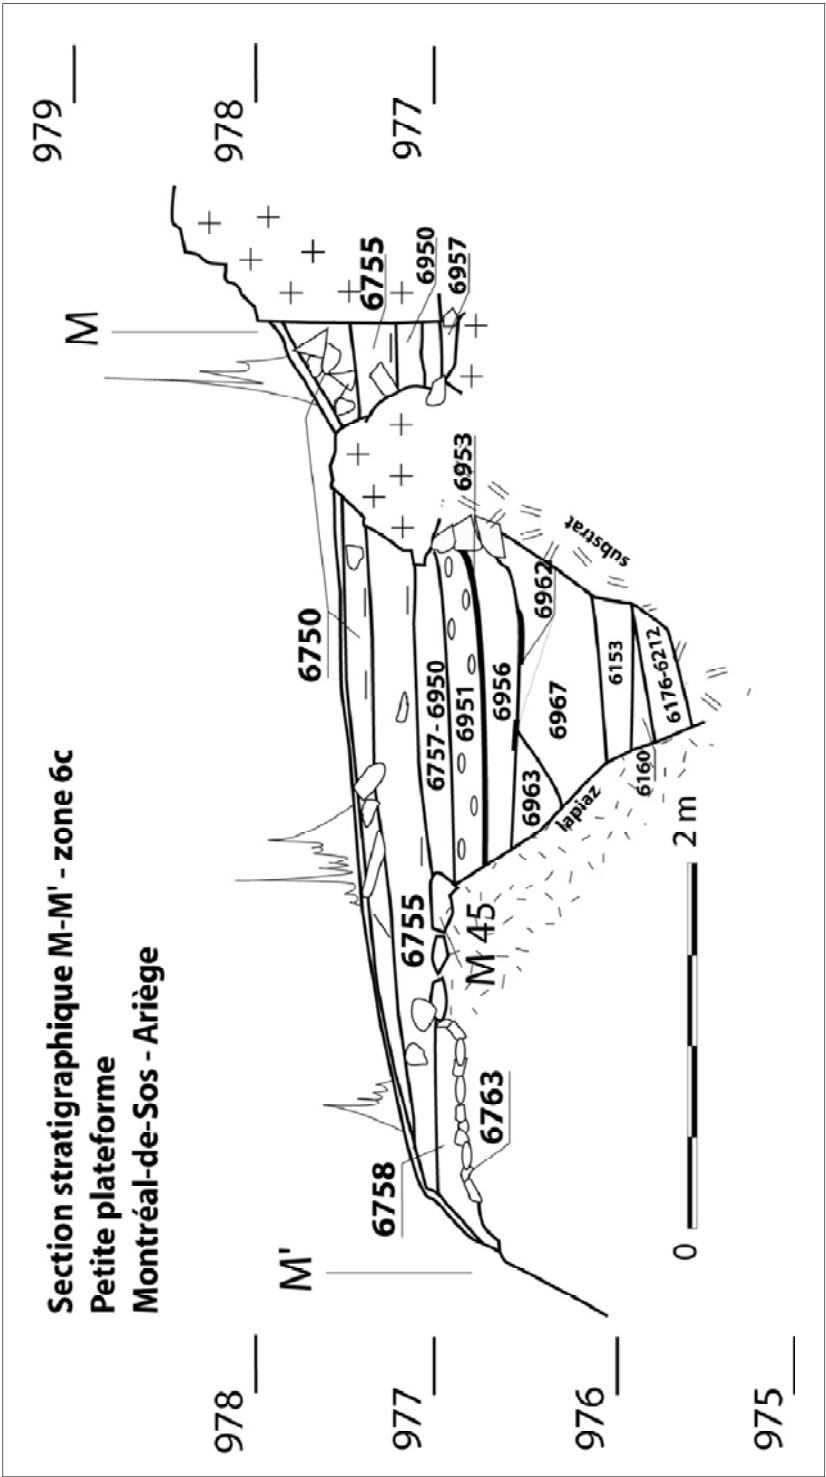 Section stratigraphique M-M' - zone 6c
Petite plateforme
Montréal-de-Sos - Ariège
979
978
977
978
977
976
975
M'
M
6750
6755
6950
6957
6953
6758
6763
6755
M 45
6757- 6950
6951
6956
6962
6963
6967
6153
6160
6176-6212
lapiaz
substrat
0
2 m